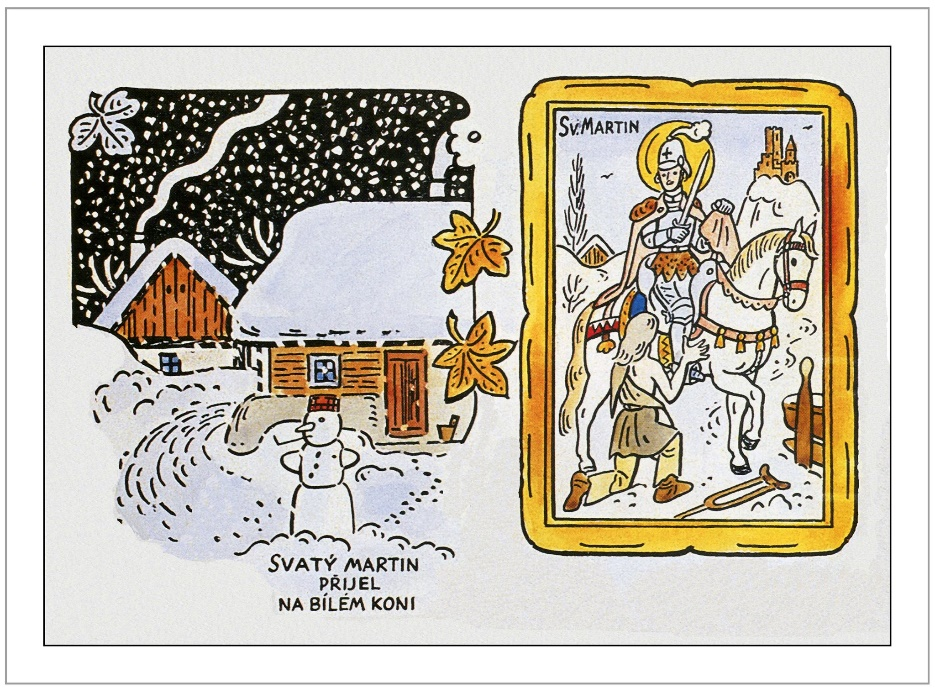 SVATÝ MARTIN
PŘIJEL
NA BÍLÉM KONI
SV. MARTIN